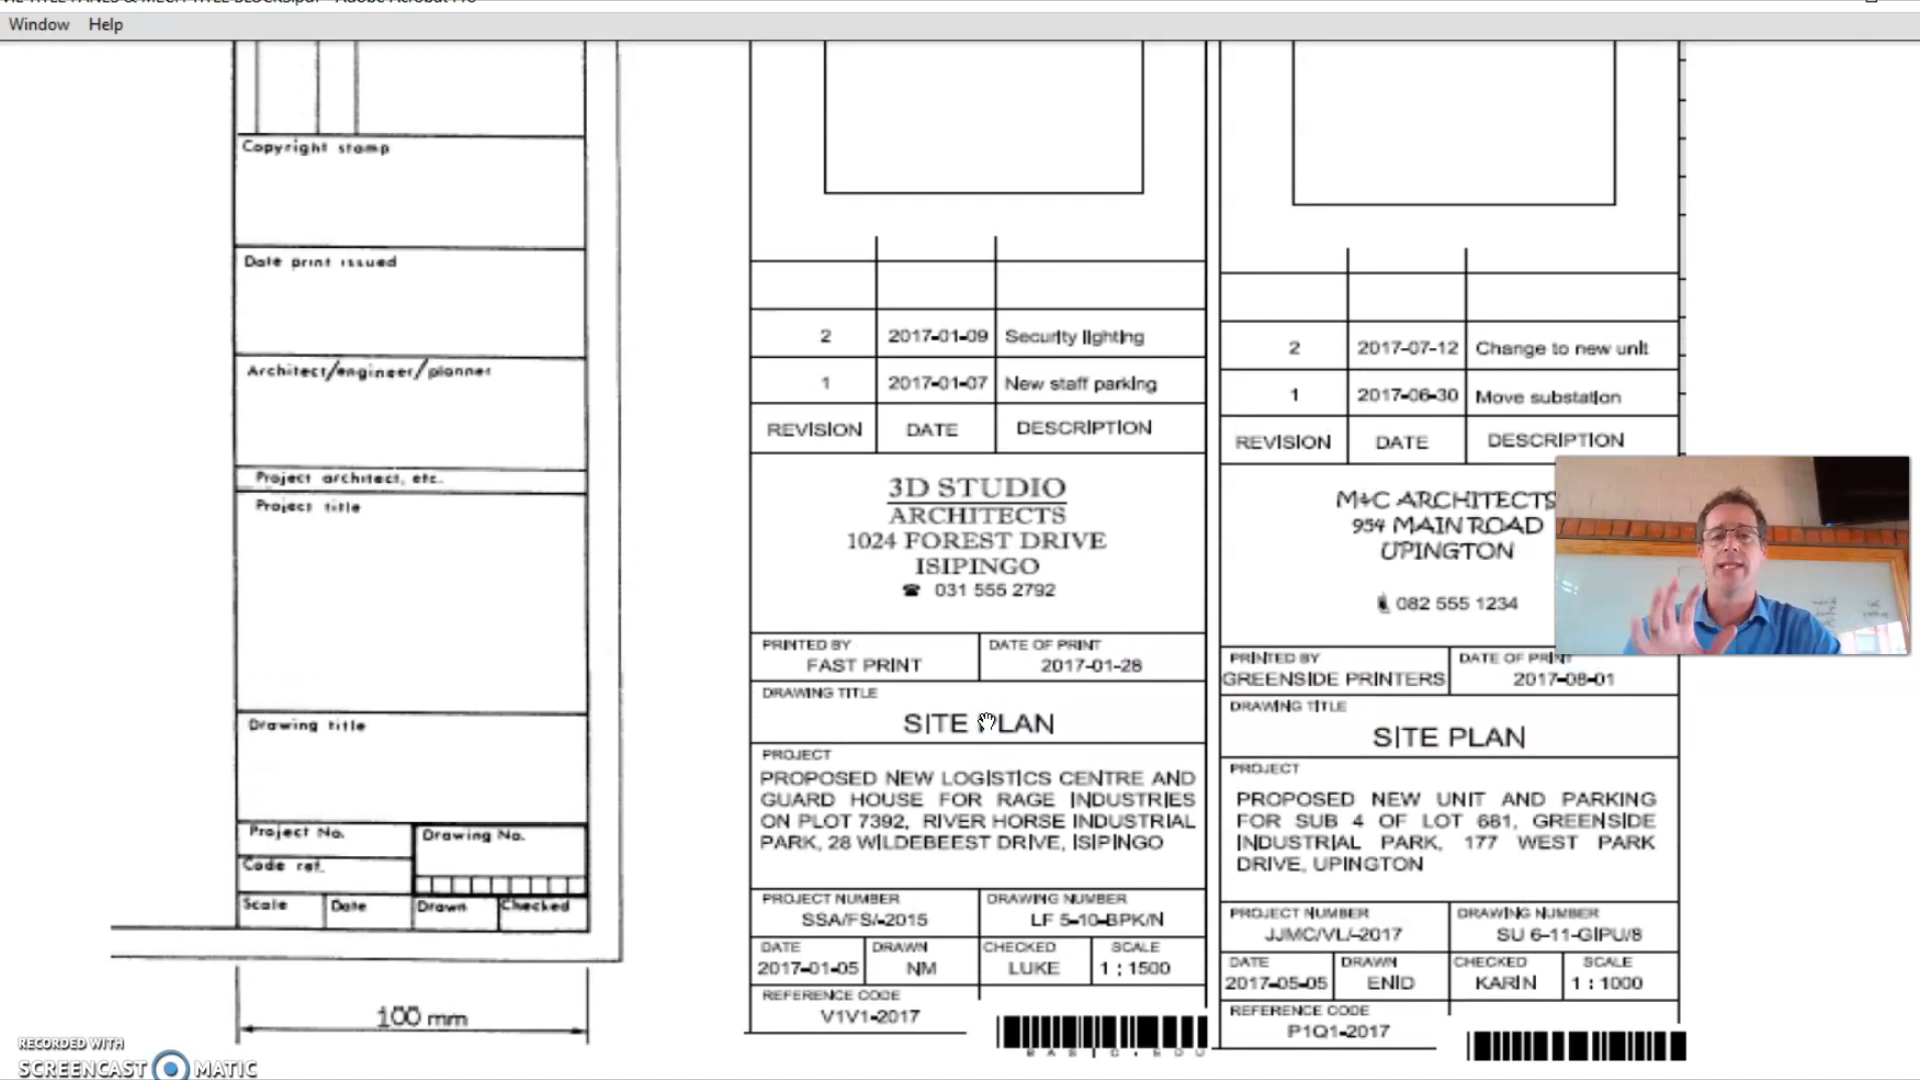 Window Help
Copyright stamp
Date print issued
Architect/engineer/planner
Project architect, etc.
Project title
Drawing title
Project No.
Drawing No.
Code ref.
Scale
Date
Drawn
Checked
100 mm
2 2017-01-09 Security lighting
1 2017-01-07 New staff parking
REVISION DATE DESCRIPTION
3D STUDIO
ARCHITECTS
1024 FOREST DRIVE
ISIPINGO
031 555 2792
PRINTED BY
FAST PRINT
DATE OF PRINT
2017-01-28
DRAWING TITLE
SITE PLAN
PROJECT
PROPOSED NEW LOGISTICS CENTRE AND
GUARD HOUSE FOR RAGE INDUSTRIES
ON PLOT 7392, RIVER HORSE INDUSTRIAL
PARK, 28 WILDEBEEST DRIVE, ISIPINGO
PROJECT NUMBER
SSA/FS/-2015
DRAWING NUMBER
LF 5-10-BPK/N
DATE
2017-01-05
DRAWN
NM
CHECKED
LUKE
SCALE
1 : 1500
REFERENCE CODE
V1V1-2017
2 2017-07-12 Change to new unit
1 2017-06-30 Move substation
REVISION DATE DESCRIPTION
M+C ARCHITECTS
954 MAIN ROAD
UPINGTON
082 555 1234
PRINTED BY
GREENSIDE PRINTERS
DATE OF PRINT
2017-08-01
DRAWING TITLE
SITE PLAN
PROJECT
PROPOSED NEW UNIT AND PARKING
FOR SUB 4 OF LOT 681, GREENSIDE
INDUSTRIAL PARK, 177 WEST PARK
DRIVE, UPINGTON
PROJECT NUMBER
JJMC/VL/-2017
DRAWING NUMBER
SU 6-11-GIPU/8
DATE
2017-05-05
DRAWN
ENID
CHECKED
KARIN
SCALE
1 : 1000
REFERENCE CODE
P1Q1-2017
RECORDED WITH
SCREENCAST MATIC